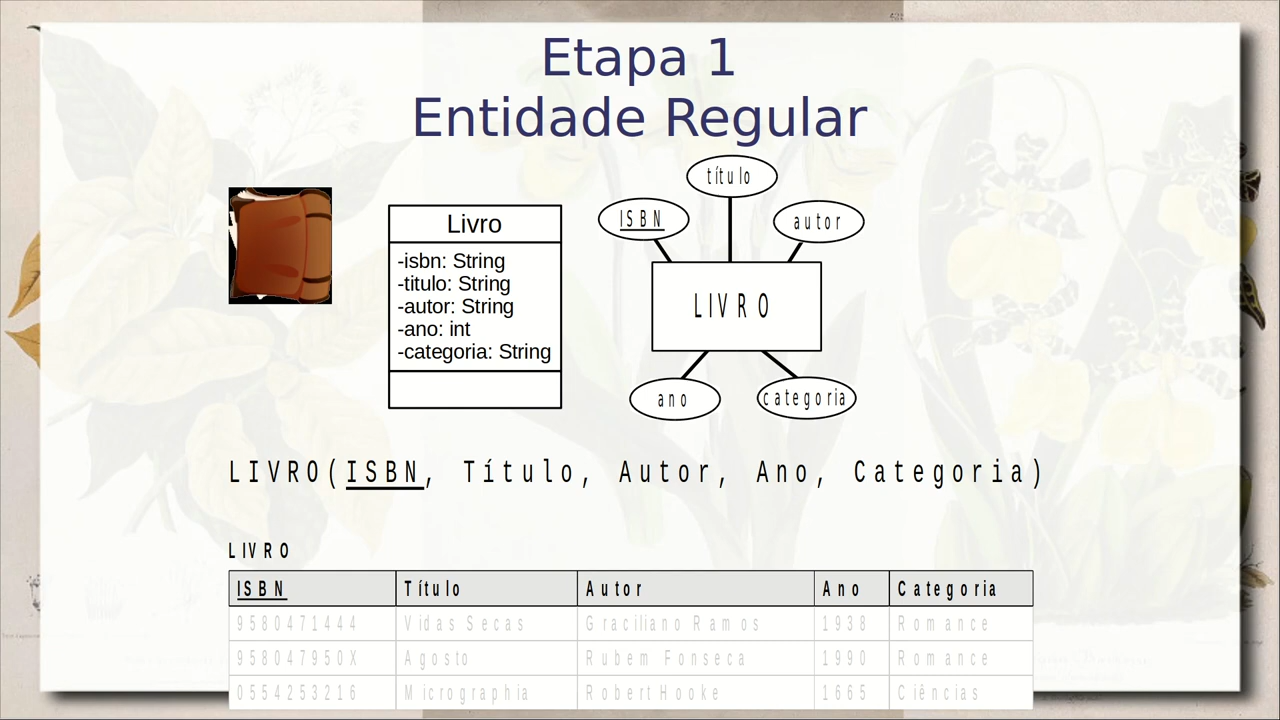 Etapa 1
Entidade Regular
Livro
-isbn: String
-titulo: String
-autor: String
-ano: int
-categoria: String
título
ISBN
autor
LIVRO
ano
categoria
LIVRO(ISBN, Título, Autor, Ano, Categoria)
LIVRO
ISBN Título Autor Ano Categoria
9580471444 Vidas Secas Graciliano Ramos 1938 Romance
958047950X Agosto Rubem Fonseca 1990 Romance
0554253216 Micrographia Robert Hooke 1665 Ciências